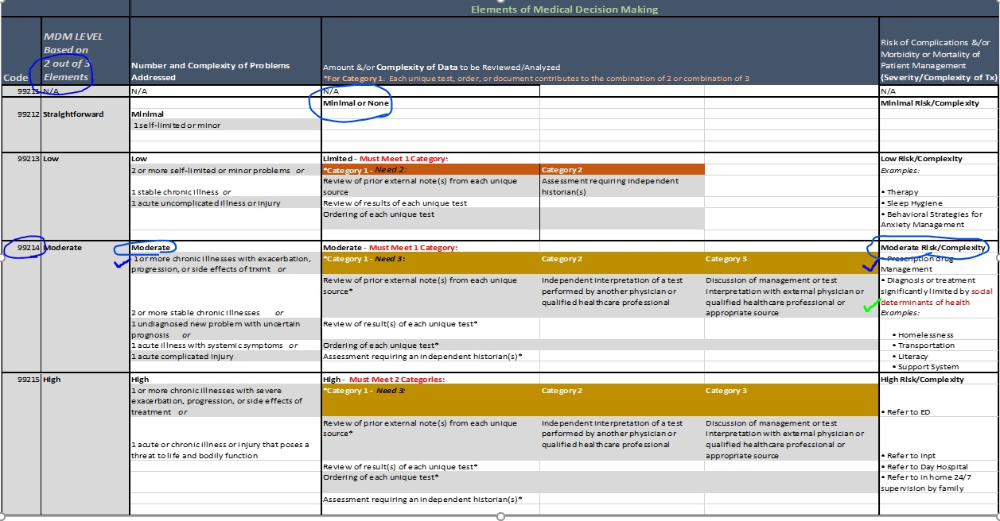 Elements of Medical Decision Making
Code
MDM LEVEL
Based on
2 out of 3
Elements
Number and Complexity of Problems
Addressed
Amount &/or Complexity of Data to be Reviewed/Analyzed
*For Category 1: Each unique test, order, or document contributes to the combination of 2 or combination of 3
Risk of Complications &/or
Morbidity or Mortality of
Patient Management
(Severity/Complexity of Tx)
99211 N/A N/A N/A N/A
99212 Straightforward
Minimal
1 self-limited or minor
Minimal or None
Minimal Risk/Complexity
99213 Low
Low
2 or more self-limited or minor problems or
1 stable chronic illness or
1 acute uncomplicated illness or injury
Limited - Must Meet 1 Category:
*Category 1 - Need 2:
Review of prior external note(s) from each unique
source
Review of results of each unique test
Ordering of each unique test
Category 2
Assessment requiring independent
historian(s)
Low Risk/Complexity
Examples:
• Therapy
• Sleep Hygiene
• Behavioral Strategies for
Anxiety Management
99214 Moderate
Moderate
1 or more chronic illnesses with exacerbation,
progression, or side effects of trxmt or
2 or more stable chronic illnesses or
1 undiagnosed new problem with uncertain
prognosis or
1 acute illness with systemic symptoms or
1 acute complicated injury
Moderate - Must Meet 1 Category:
*Category 1 - Need 3:
Review of prior external note(s) from each unique
source*
Review of result(s) of each unique test*
Ordering of each unique test*
Assessment requiring an independent historian(s)*
Category 2
Independent interpretation of a test
performed by another physician or
qualified healthcare professional
Category 3
Discussion of management or test
interpretation with external physician or
qualified healthcare professional or
appropriate source
Moderate Risk/Complexity
• Prescription drug
Management
• Diagnosis or treatment
significantly limited by social
determinants of health
Examples:
• Homelessness
• Transportation
• Literacy
• Support System
99215 High
High
1 or more chronic illnesses with severe
exacerbation, progression, or side effects of
treatment or
1 acute or chronic illness or injury that poses a
threat to life and bodily function
High - Must Meet 2 Categories:
*Category 1 - Need 3:
Review of prior external note(s) from each unique
source*
Review of result(s) of each unique test*
Ordering of each unique test*
Assessment requiring an independent historian(s)*
Category 2
Independent interpretation of a test
performed by another physician or
qualified healthcare professional
Category 3
Discussion of management or test
interpretation with external physician or
qualified healthcare professional or
appropriate source
High Risk/Complexity
• Refer to ED
• Refer to Inpt
• Refer to Day Hospital
• Refer to in home 24/7
supervision by family